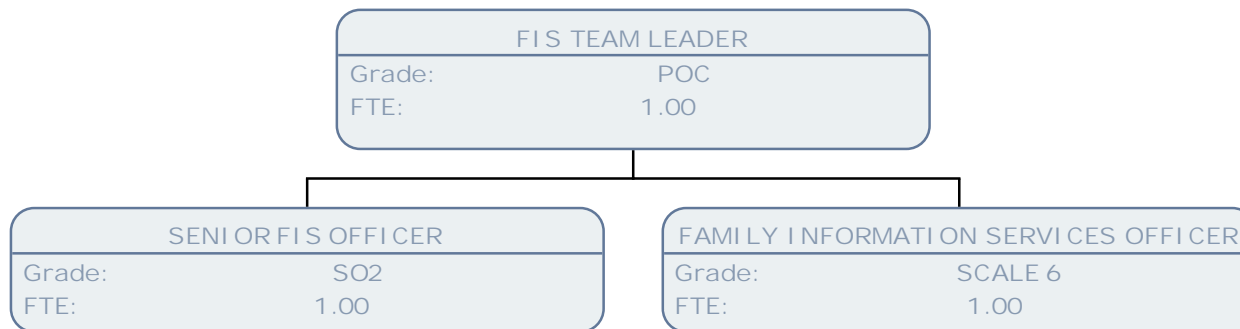 FIS TEAM LEADER
Grade: POC
FTE: 1.00
SENIOR FIS OFFICER
Grade: SO2
FTE: 1.00
FAMILY INFORMATION SERVICES OFFICER
Grade: SCALE 6
FTE: 1.00